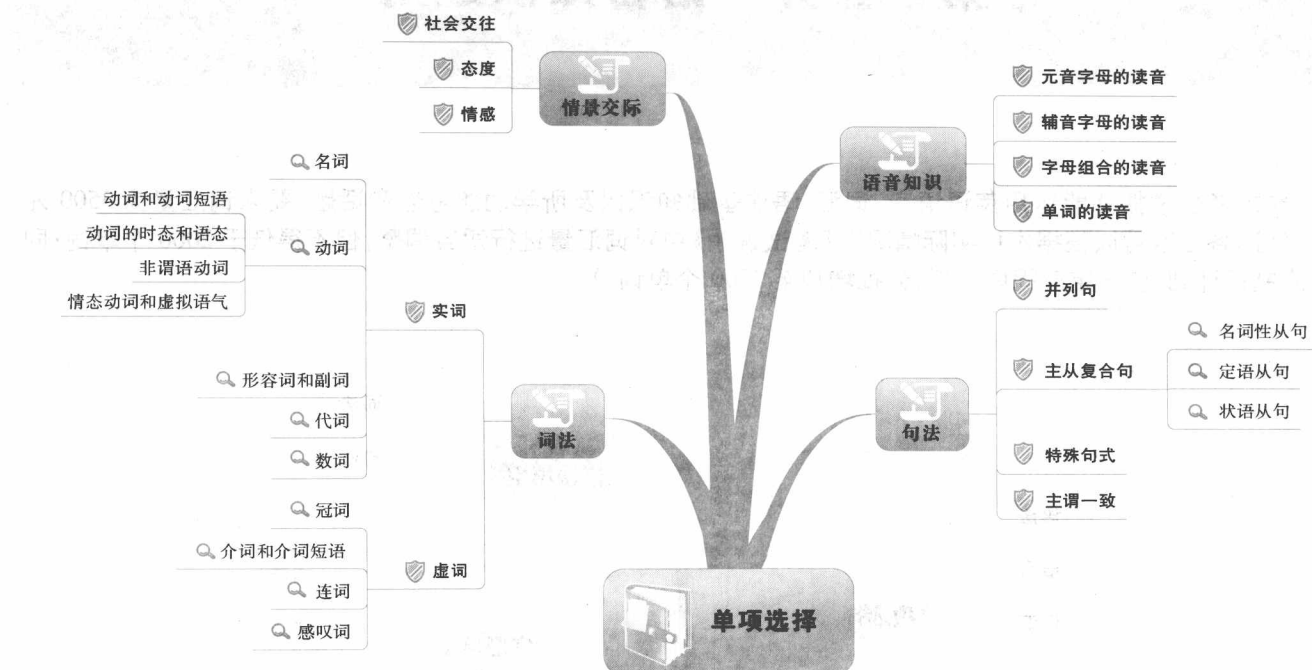 社会交往
态度
情感
情景交际
元音字母的读音
辅音字母的读音
字母组合的读音
单词的读音
语音知识
名词
动词和动词短语
动词的时态和语态
非谓语动词
情态动词和虚拟语气
动词
实词
形容词和副词
代词
数词
词法
冠词
介词和介词短语
连词
感叹词
虚词
并列句
主从复合句
名词性从句
定语从句
状语从句
句法
特殊句式
主谓一致
单项选择